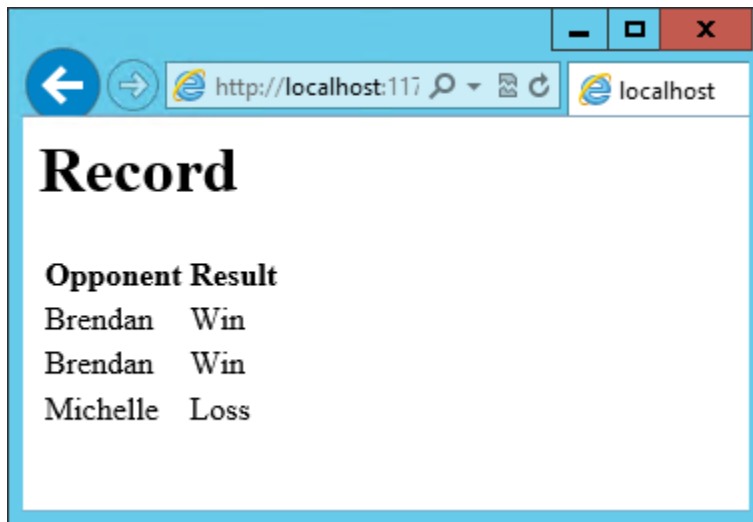 http://localhost:117
localhost
Record
Opponent Result
Brendan Win
Brendan Win
Michelle Loss